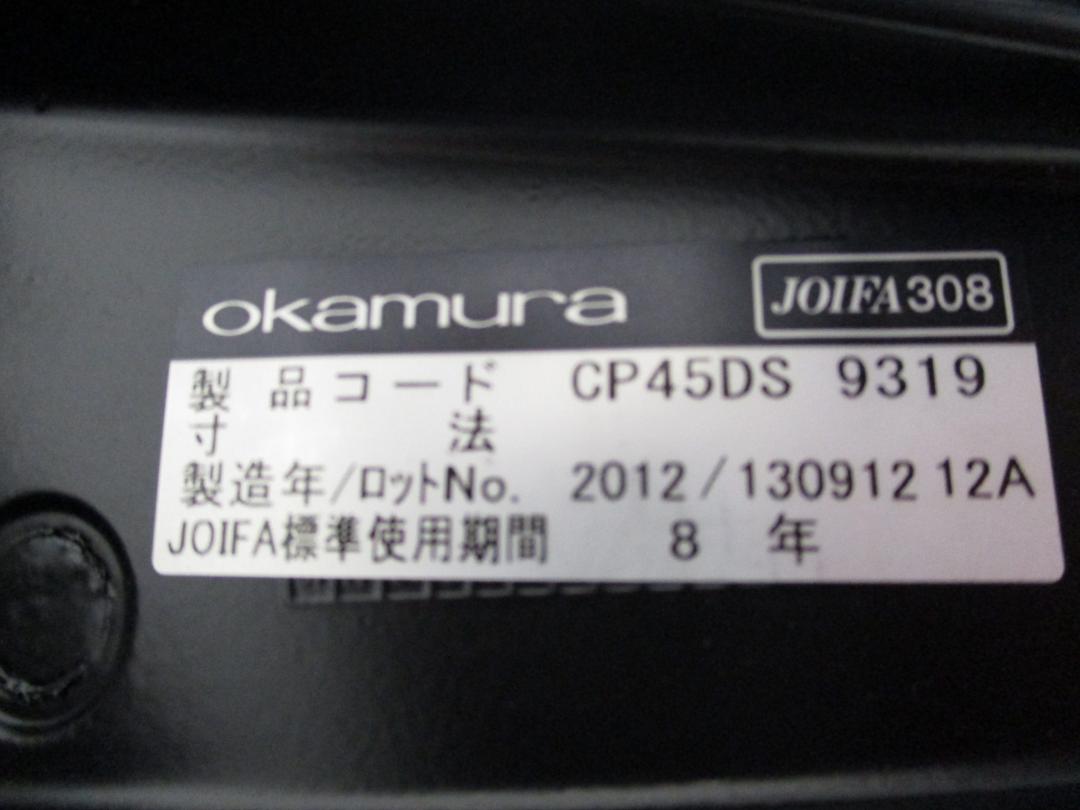 okamura JOIFA308
製品コード CP45DS 9319
寸法
製造年/ロットNo. 2012/130912 12A
JOIFA標準使用期間 8 年